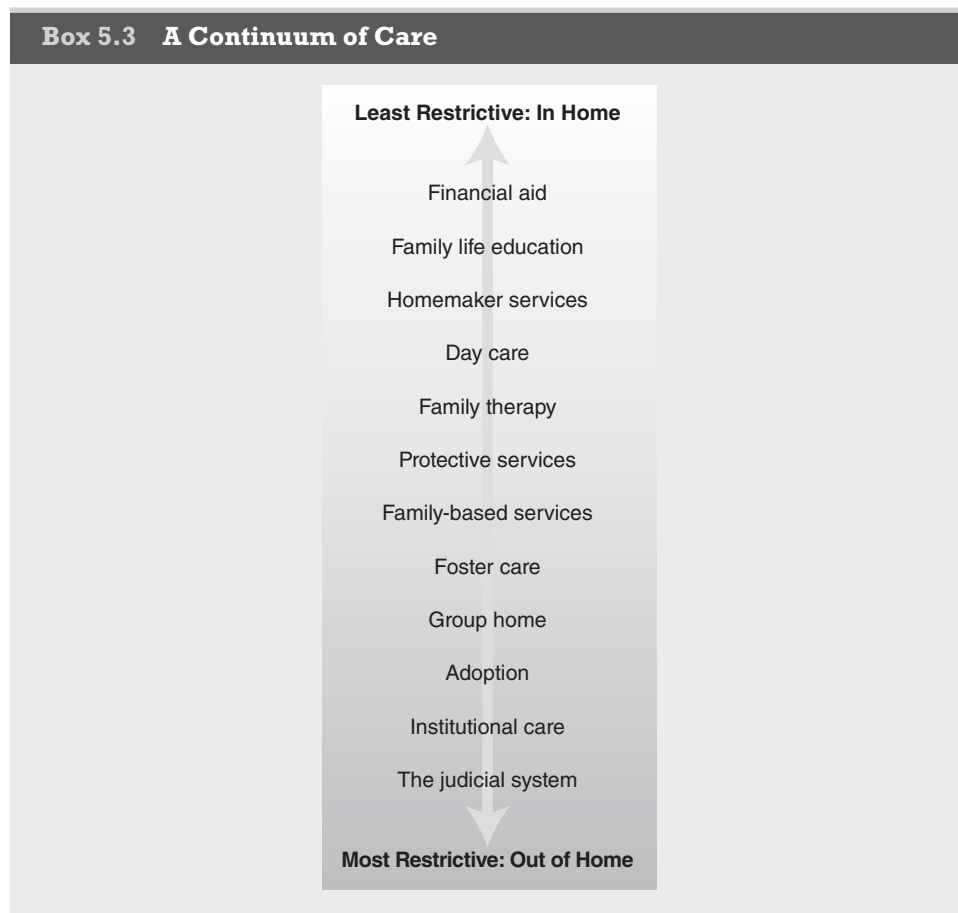 Box 5.3 A Continuum of Care
Least Restrictive: In Home
Financial aid
Family life education
Homemaker services
Day care
Family therapy
Protective services
Family-based services
Foster care
Group home
Adoption
Institutional care
The judicial system
Most Restrictive: Out of Home